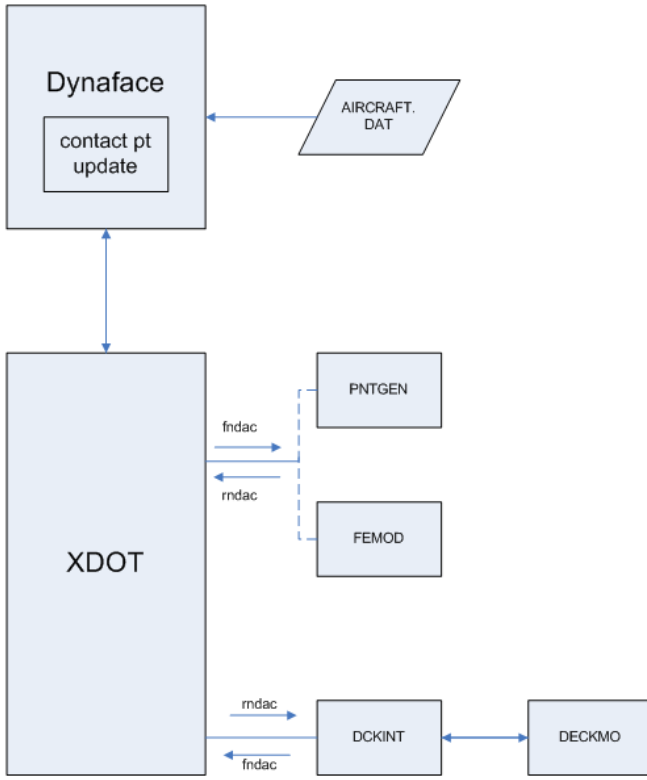 Dynaface
contact pt
update
AIRCRAFT.
DAT
PNTGEN
fndac
rndac
FEMOD
XDOT
rndac
DCKINT
DECKMO
fndac